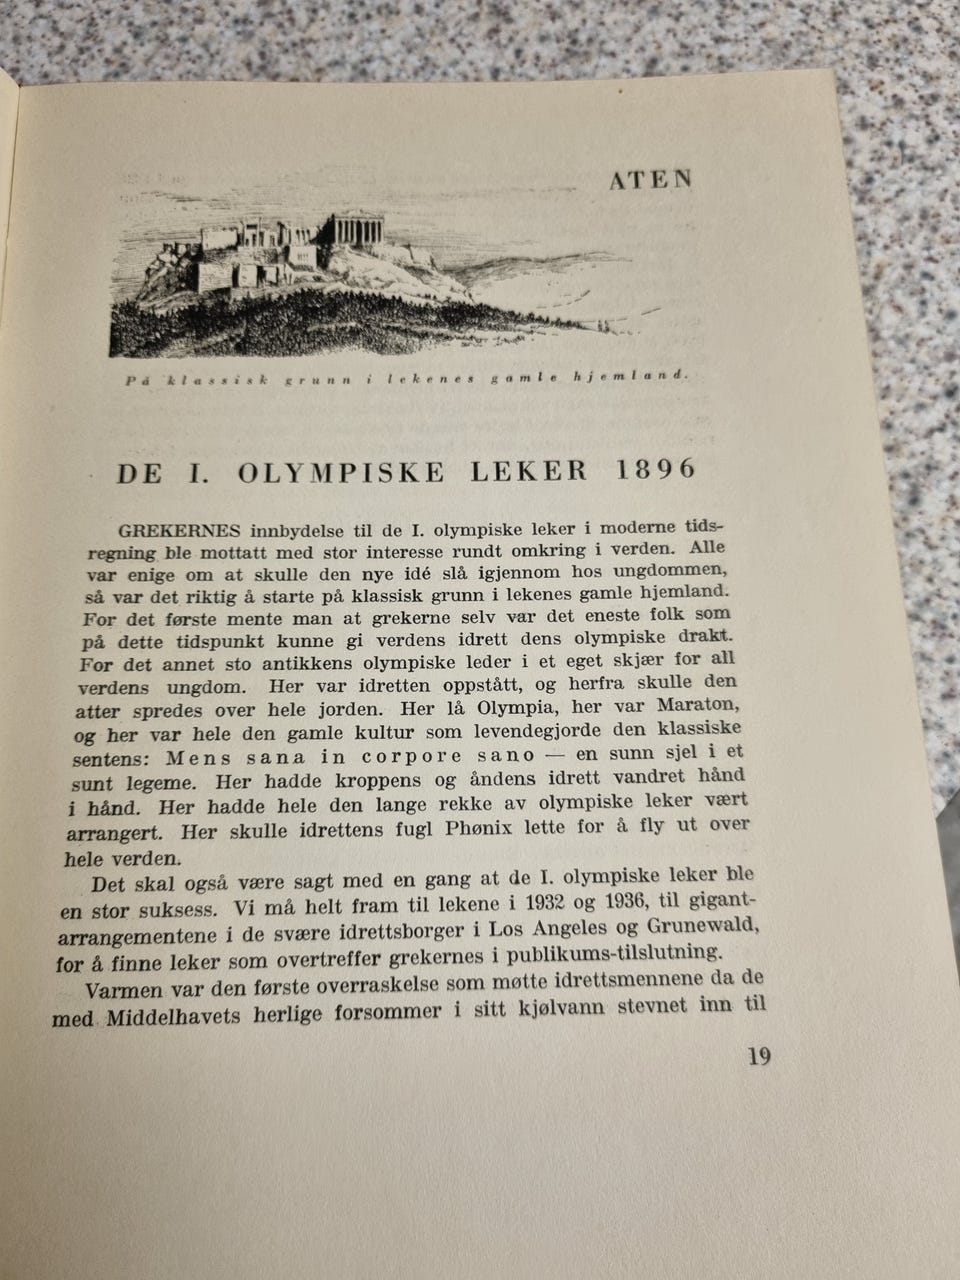 ATEN
På klassisk grunn i lekenes gamle hjemland.
DE I. OLYMPISKE LEKER 1896
GREKERNES innbydelse til de I. olympiske leker i moderne tids-
regning ble mottatt med stor interesse rundt omkring i verden. Alle
var enige om at skulle den nye idé slå igjennom hos ungdommen,
så var det riktig å starte på klassisk grunn i lekenes gamle hjemland.
For det første mente man at grekerne selv var det eneste folk som
på dette tidspunkt kunne gi verdens idrett dens olympiske drakt.
For det annet sto antikkens olympiske leder i et eget skjær for all
verdens ungdom. Her var idretten oppstått, og herfra skulle den
atter spredes over hele jorden. Her lå Olympia, her var Maraton,
og her var hele den gamle kultur som levendegjorde den klassiske
sentens: Mens sana in corpore sano — en sunn sjel i et
sunt legeme. Her hadde kroppens og åndens idrett vandret hånd
i hånd. Her hadde hele den lange rekke av olympiske leker vært
arrangert. Her skulle idrettens fugl Phønix lette for å fly ut over
hele verden.
Det skal også være sagt med en gang at de I. olympiske leker ble
en stor suksess. Vi må helt fram til lekene i 1932 og 1936, til gigant-
arrangementene i de svære idrettsborger i Los Angeles og Grunewald,
for å finne leker som overtreffer grekernes i publikums-tilslutning.
Varmen var den første overraskelse som møtte idrettsmennene da de
med Middelhavets herlige forsommer i sitt kjølvann stevnet inn til
19